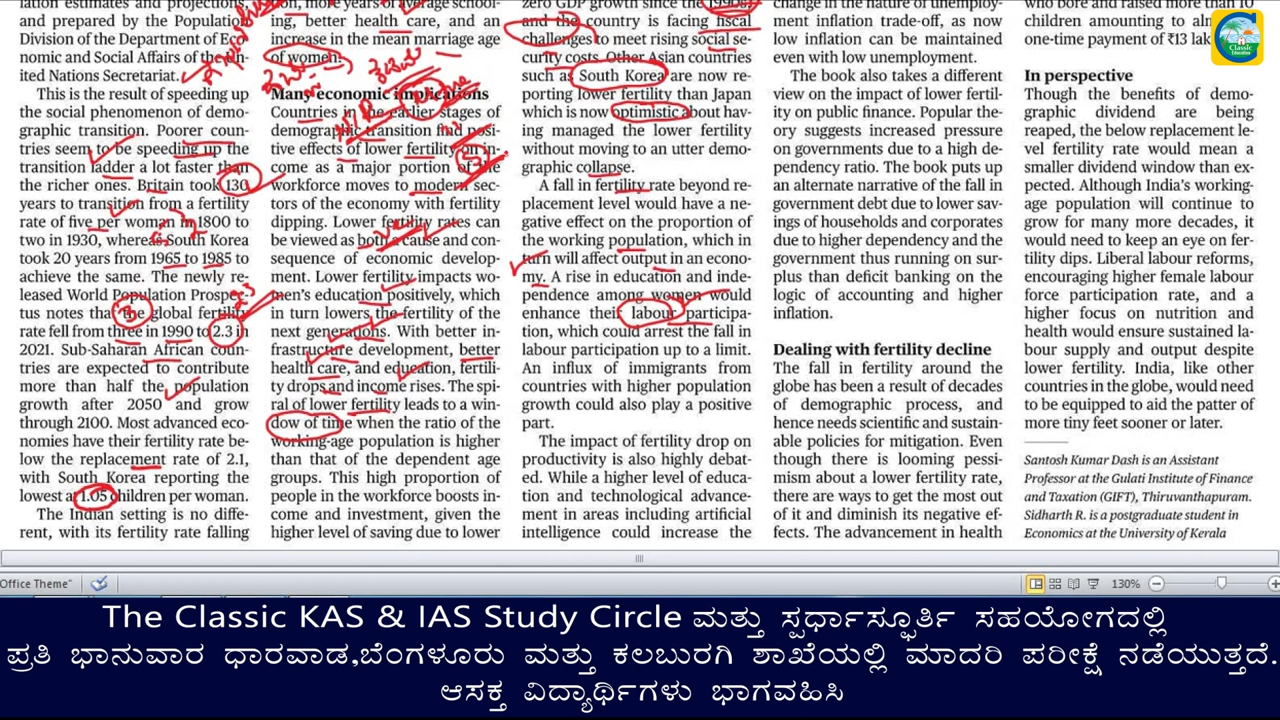 lation estimates and projections
and prepared by the Population
Division of the Department of Eco-
nomic and Social Affairs of the Un-
ited Nations Secretariat.
This is the result of speeding up
the social phenomenon of demo-
graphic transition. Poorer coun-
tries seem to be speeding up the
transition ladder a lot faster than
the richer ones. Britain took 130
years to transition from a fertility
rate of five per woman in 1800 to
two in 1930, whereas South Korea
took 20 years from 1965 to 1985 to
achieve the same. The newly re-
leased World Population Prospec-
tus notes that the global fertility
rate fell from three in 1990 to 2.3 in
2021. Sub-Saharan African coun-
tries are expected to contribute
more than half the population
growth after 2050 and grow
through 2100. Most advanced eco-
nomies have their fertility rate be-
low the replacement rate of 2.1,
with South Korea reporting the
lowest at 1.05 children per woman.
The Indian setting is no diffe-
rent, with its fertility rate falling
more years of average school-
ing, better health care, and an
increase in the mean marriage age
of women.
Many economic implications
Countries in the earlier stages of
demographic transition find posi-
tive effects of lower fertility on in-
come as a major portion of the
workforce moves to modern sec-
tors of the economy with fertility
dipping. Lower fertility rates can
be viewed as both a cause and con-
sequence of economic develop-
ment. Lower fertility impacts wo-
men's education positively, which
in turn lowers the fertility of the
next generations. With better in-
frastructure development, better
health care, and education, fertili-
ty drops and income rises. The spi-
ral of lower fertility leads to a win-
dow of time when the ratio of the
working-age population is higher
than that of the dependent age
groups. This high proportion of
people in the workforce boosts in-
come and investment, given the
higher level of saving due to lower
zero GDP growth since the 1990s
and the country is facing fiscal
challenges to meet rising social se-
curity costs. Other Asian countries
such as South Korea are now re-
porting lower fertility than Japan
which is now optimistic about hav-
ing managed the lower fertility
without moving to an utter demo-
graphic collapse.
A fall in fertility rate beyond re-
placement level would have a ne-
gative effect on the proportion of
the working population, which in
turn will affect output in an econo-
my. A rise in education and inde-
pendence among women would
enhance their labour participa-
tion, which could arrest the fall in
labour participation up to a limit.
An influx of immigrants from
countries with higher population
growth could also play a positive
part.
The impact of fertility drop on
productivity is also highly debat-
ed. While a higher level of educa-
tion and technological advance-
ment in areas including artificial
intelligence could increase the
change in the nature of unemploy-
ment inflation trade-off, as now
low inflation can be maintained
even with low unemployment.
The book also takes a different
view on the impact of lower fertil-
ity on public finance. Popular the-
ory suggests increased pressure
on governments due to a high de-
pendency ratio. The book puts up
an alternate narrative of the fall in
government debt due to lower sav-
ings of households and corporates
due to higher dependency and the
government thus running on sur-
plus than deficit banking on the
logic of accounting and higher
inflation.
Dealing with fertility decline
The fall in fertility around the
globe has been a result of decades
of demographic process, and
hence needs scientific and sustain-
able policies for mitigation. Even
though there is looming pessi-
mism about a lower fertility rate,
there are ways to get the most out
of it and diminish its negative ef-
fects. The advancement in health
who bore and raised more than 10
children amounting to
one-time payment of ₹13
In perspective
Though the benefits of demo-
graphic dividend are being
reaped, the below replacement le-
vel fertility rate would mean a
smaller dividend window than ex-
pected. Although India's working-
age population will continue to
grow for many more decades, it
would need to keep an eye on fer-
tility dips. Liberal labour reforms,
encouraging higher female labour
force participation rate, and a
higher focus on nutrition and
health would ensure sustained la-
bour supply and output despite
lower fertility. India, like other
countries in the globe, would need
to be equipped to aid the patter of
more tiny feet sooner or later.
Santosh Kumar Dash is an Assistant
Professor at the Gulati Institute of Finance
and Taxation (GIFT), Thiruvanthapuram.
Sidharth R. is a postgraduate student in
Economics at the University of Kerala
Classic
Education
Office Theme"
130%
The Classic KAS & IAS Study Circle ಮತ್ತು ಸ್ಪರ್ಧಾಸ್ಫೂರ್ತಿ ಸಹಯೋಗದಲ್ಲಿ
ಪ್ರತಿ ಭಾನುವಾರ ಧಾರವಾಡ,ಬೆಂಗಳೂರು ಮತ್ತು ಕಲಬುರಗಿ ಶಾಖೆಯಲ್ಲಿ ಮಾದರಿ ಪರೀಕ್ಷೆ ನಡೆಯುತ್ತದೆ.
ಆಸಕ್ತ ವಿದ್ಯಾರ್ಥಿಗಳು ಭಾಗವಹಿಸಿ